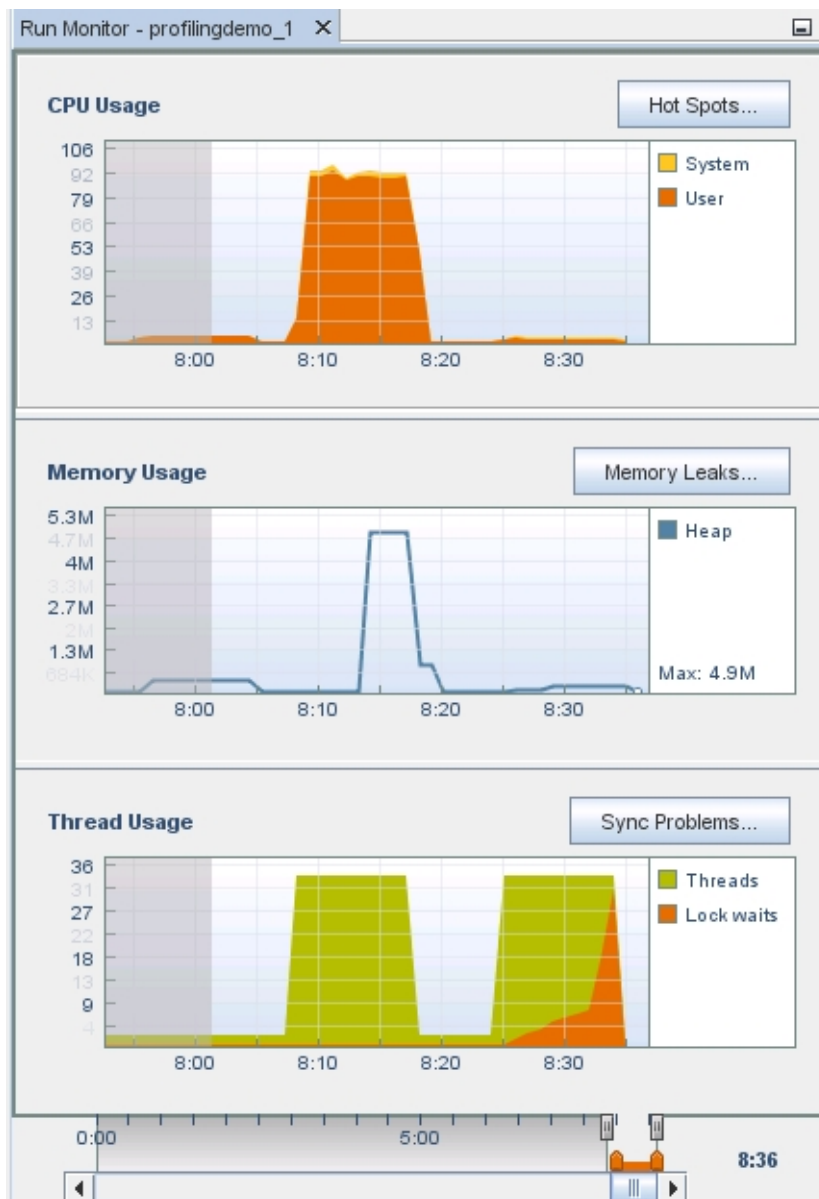 Run Monitor - profilingdemo_1
CPU Usage
Hot Spots...
106
92
79
66
53
39
26
13
System
User
8:00 8:10 8:20 8:30
Memory Usage
Memory Leaks...
5.3M
4.7M
4M
3.3M
2.7M
2M
1.3M
684K
Heap
Max: 4.9M
8:00 8:10 8:20 8:30
Thread Usage
Sync Problems...
36
31
27
22
18
13
9
4
Threads
Lock waits
8:00 8:10 8:20 8:30
0:00 5:00
8:36